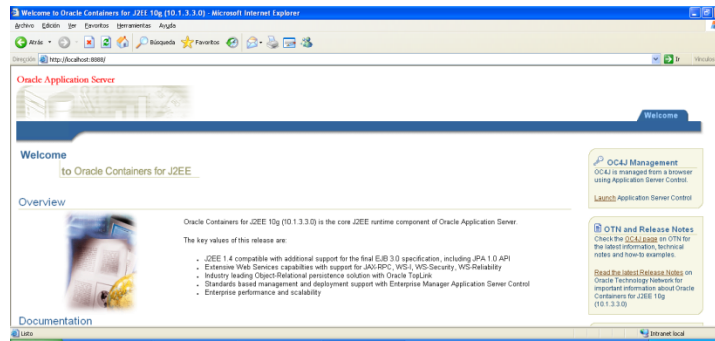 Welcome to Oracle Containers for J2EE 10g (10.1.3.3.0) - Microsoft Internet Explorer
Archivo Edición Ver Favoritos Herramientas Ayuda
Atrás Búsqueda Favoritos
Dirección http://localhost:8888/ Ir Vínculos
Oracle Application Server
Welcome
Welcome
to Oracle Containers for J2EE
Overview
Oracle Containers for J2EE 10g (10.1.3.3.0) is the core J2EE runtime component of Oracle Application Server.
The key values of this release are:
J2EE 1.4 compatible with additional support for the final EJB 3.0 specification, including JPA 1.0 API
Extensive Web Services capabilties with support for JAX-RPC, WS-I, WS-Security, WS-Reliability
Industry leading Object-Relational persistence solution with Oracle TopLink
Standards based management and deployment support with Enterprise Manager Application Server Control
Enterprise performance and scalability
Documentation
OC4J Management
OC4J is managed from a browser
using Application Server Control.
Launch Application Server Control
OTN and Release Notes
Check the OC4J page on OTN for
the latest information, technical
notes and how-to examples.
Read the latest Release Notes on
Oracle Technology Network for
important information about Oracle
Containers for J2EE 10g
(10.1.3.3.0)
Listo
Intranet local